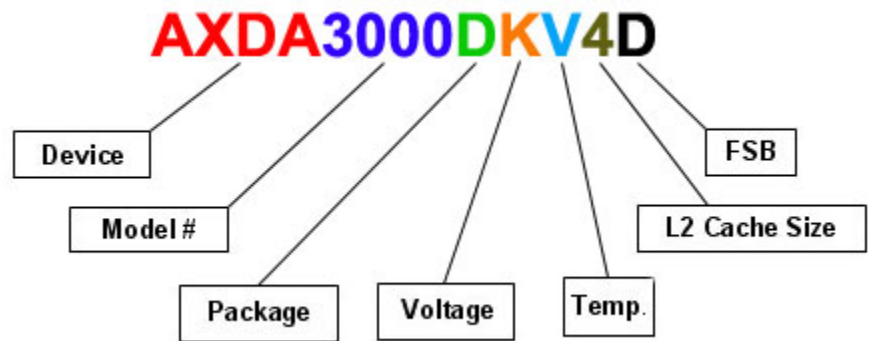 AXDA3000DKV4D
Device
FSB
Model #
L2 Cache Size
Package
Voltage
Temp.